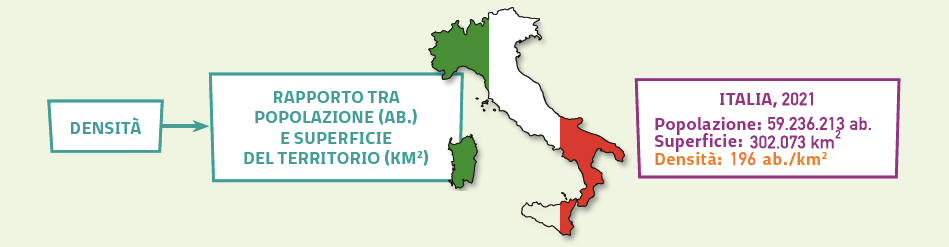 DENSITÀ
RAPPORTO TRA
POPOLAZIONE (AB.)
E SUPERFICIE
DEL TERRITORIO (KM²)
ITALIA, 2021
Popolazione: 59.236.213 ab.
Superficie: 302.073 km²
Densità: 196 ab./km²